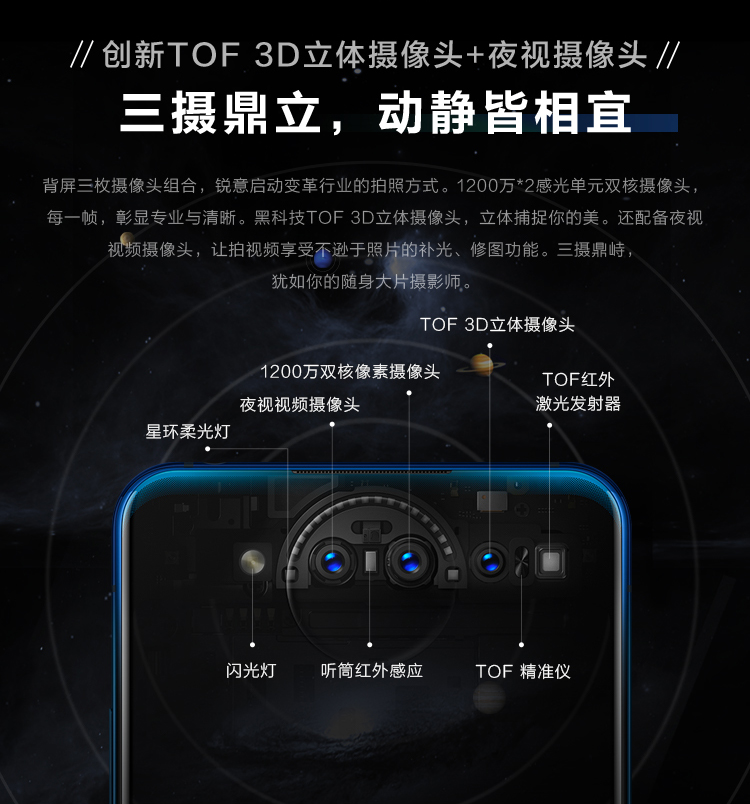 // 创新TOF 3D立体摄像头+夜视摄像头 //
三摄鼎立，动静皆相宜
背屏三枚摄像头组合，锐意启动变革行业的拍照方式。1200万*2感光单元双核摄像头，
每一帧，彰显专业与清晰。黑科技TOF 3D立体摄像头，立体捕捉你的美。还配备夜视
视频摄像头，让拍视频享受不逊于照片的补光、修图功能。三摄鼎峙，
犹如你的随身大片摄影师。
TOF 3D立体摄像头
1200万双核像素摄像头
TOF红外
激光发射器
夜视视频摄像头
星环柔光灯
闪光灯
听筒红外感应
TOF 精准仪